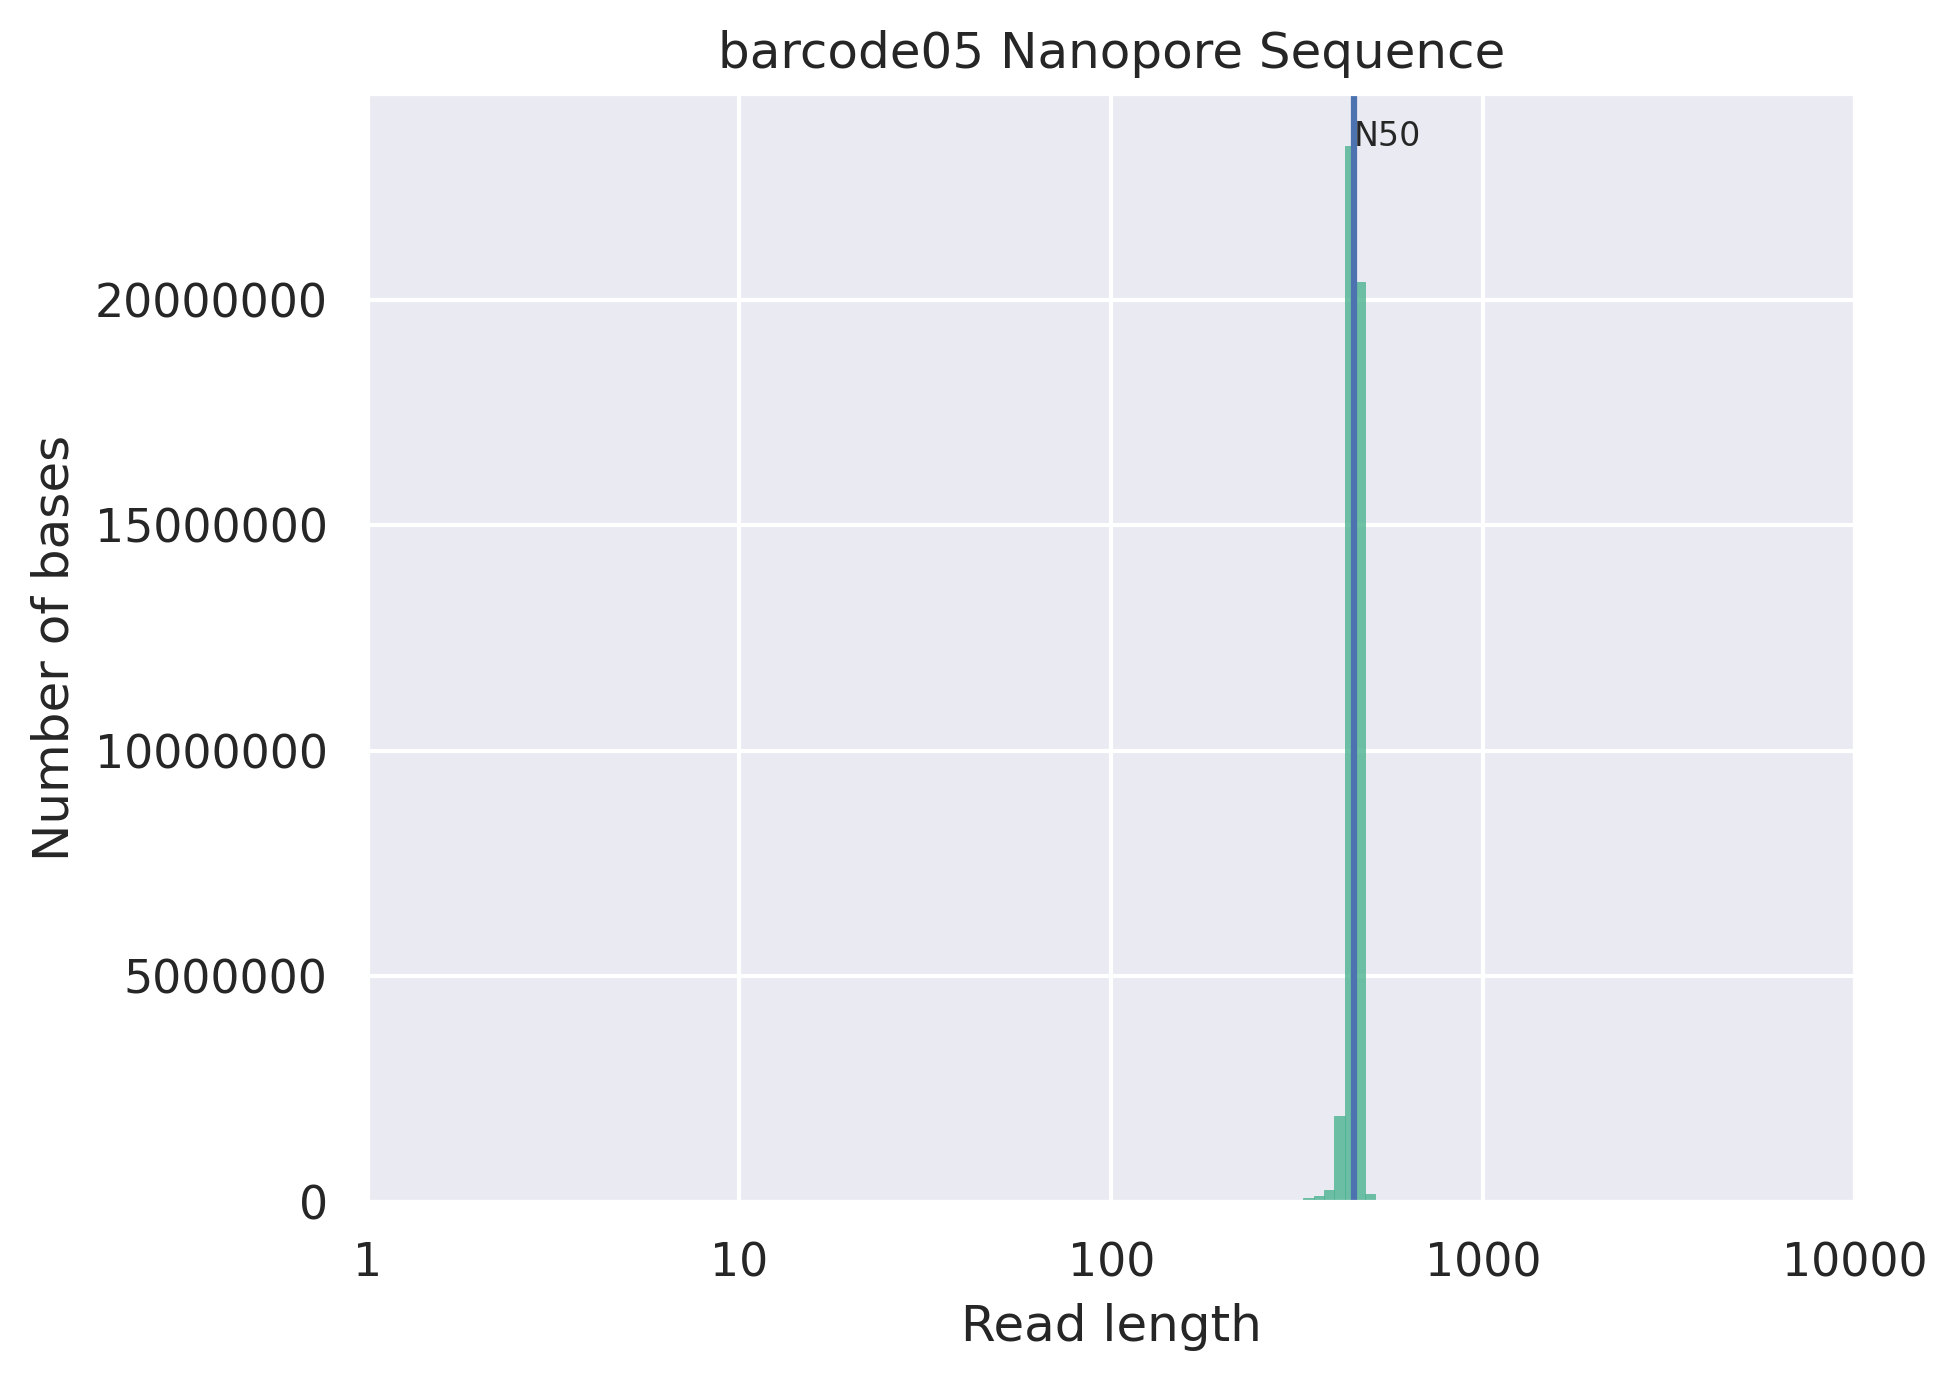 barcode05 Nanopore Sequence
N50
Number of bases
20000000
15000000
10000000
5000000
0
1 10 100 1000 10000
Read length